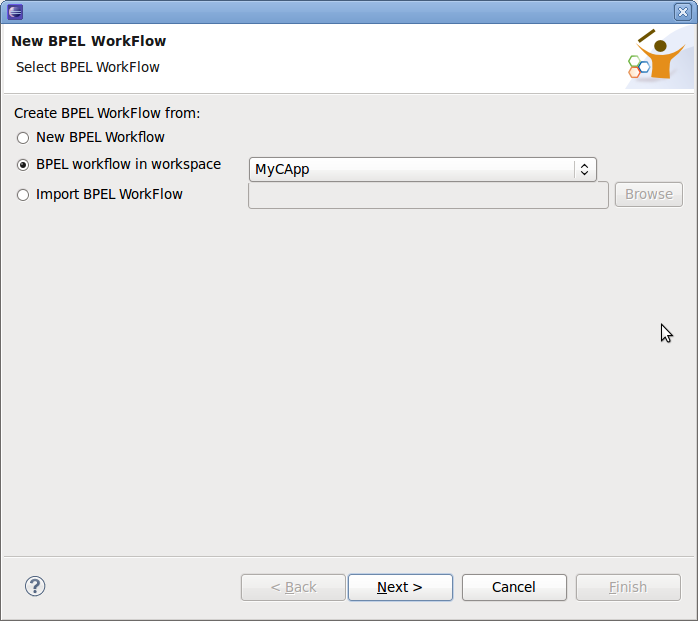 New BPEL WorkFlow
Select BPEL WorkFlow
Create BPEL WorkFlow from:
New BPEL Workflow
BPEL workflow in workspace MyCApp
Import BPEL WorkFlow Browse
? < Back Next > Cancel Finish